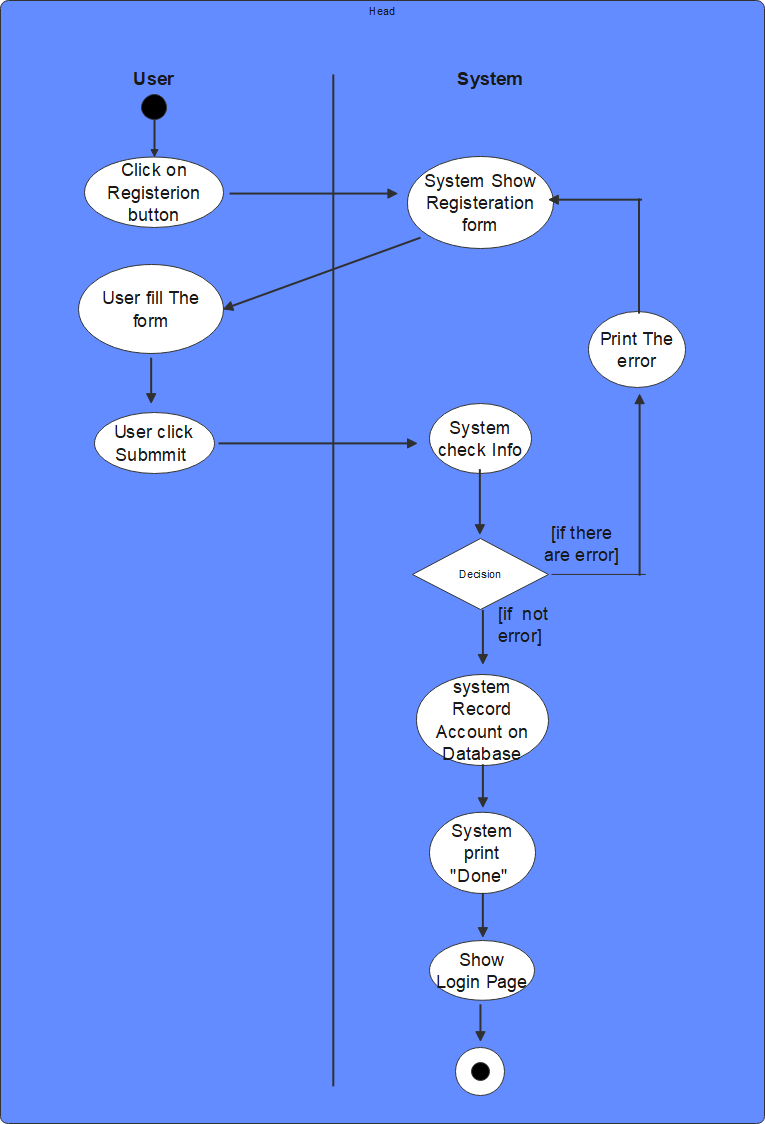 Head
User
System
Click on
Registerion
button
System Show
Registeration
form
User fill The
form
Print The
error
User click
Submmit
System
check Info
[if there
are error]
Decision
[if not
error]
system
Record
Account on
Database
System
print
"Done"
Show
Login Page